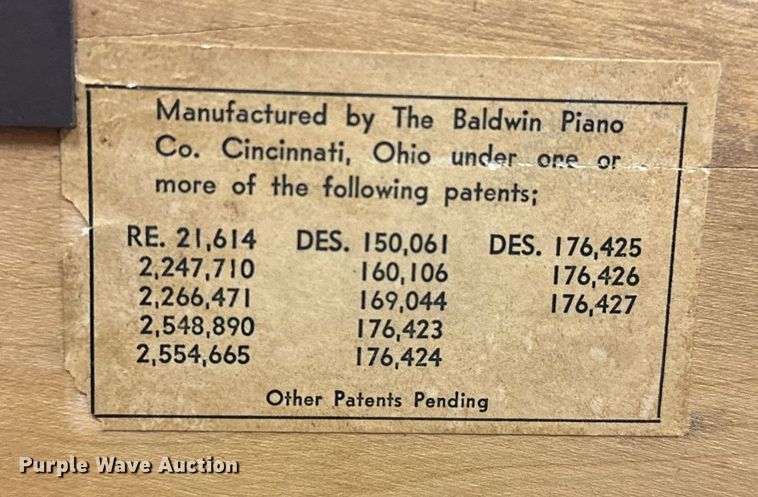 Manufactured by The Baldwin Piano
Co. Cincinnati, Ohio under one or
more of the following patents;
RE. 21,614 DES. 150,061 DES. 176,425
2,247,710 160,106 176,426
2,266,471 169,044 176,427
2,548,890 176,423
2,554,665 176,424
Other Patents Pending
Purple Wave Auction